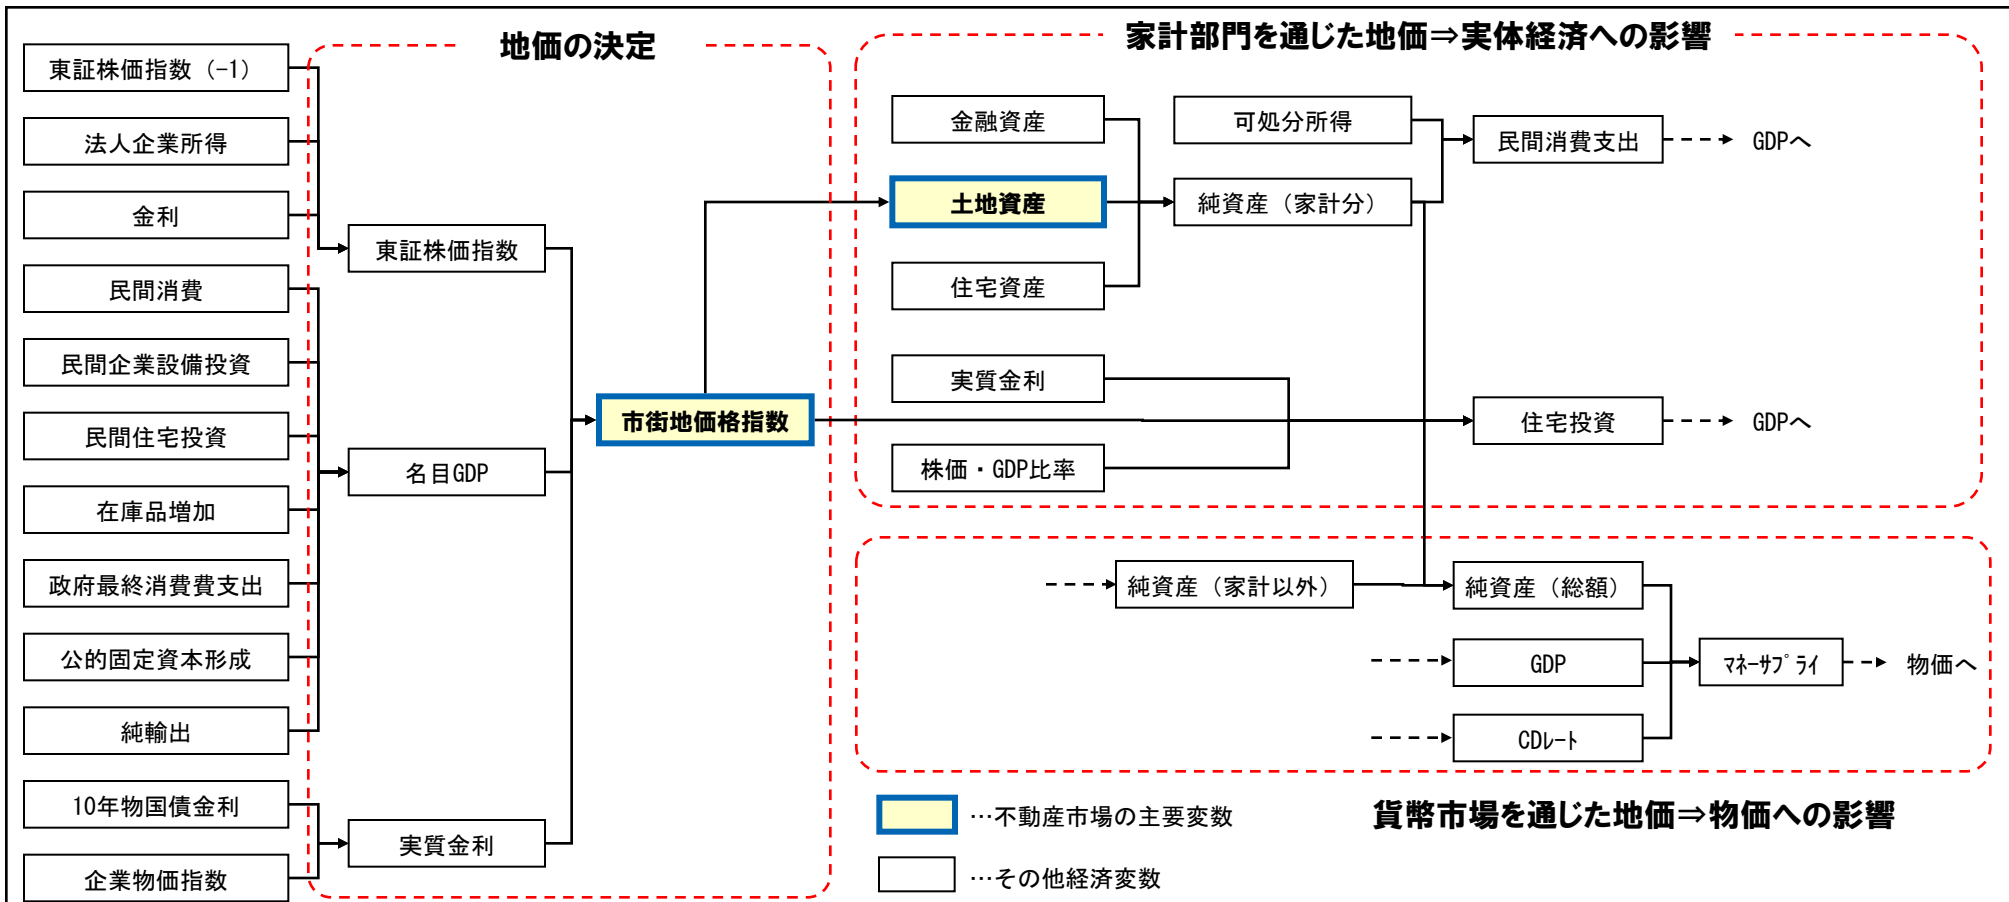 地価の決定
東証株価指数（-1）
法人企業所得
金利
民間消費
民間企業設備投資
民間住宅投資
在庫品増加
政府最終消費費支出
公的固定資本形成
純輸出
10年物国債金利
企業物価指数
東証株価指数
名目GDP
実質金利
市街地価格指数
家計部門を通じた地価⇒実体経済への影響
金融資産
土地資産
住宅資産
実質金利
株価・GDP比率
可処分所得
純資産（家計分）
民間消費支出
GDPへ
住宅投資
GDPへ
純資産（家計以外）
純資産（総額）
GDP
CDﾚｰﾄ
ﾏﾈｰｻﾌﾟﾗｲ
物価へ
貨幣市場を通じた地価⇒物価への影響
…不動産市場の主要変数
…その他経済変数